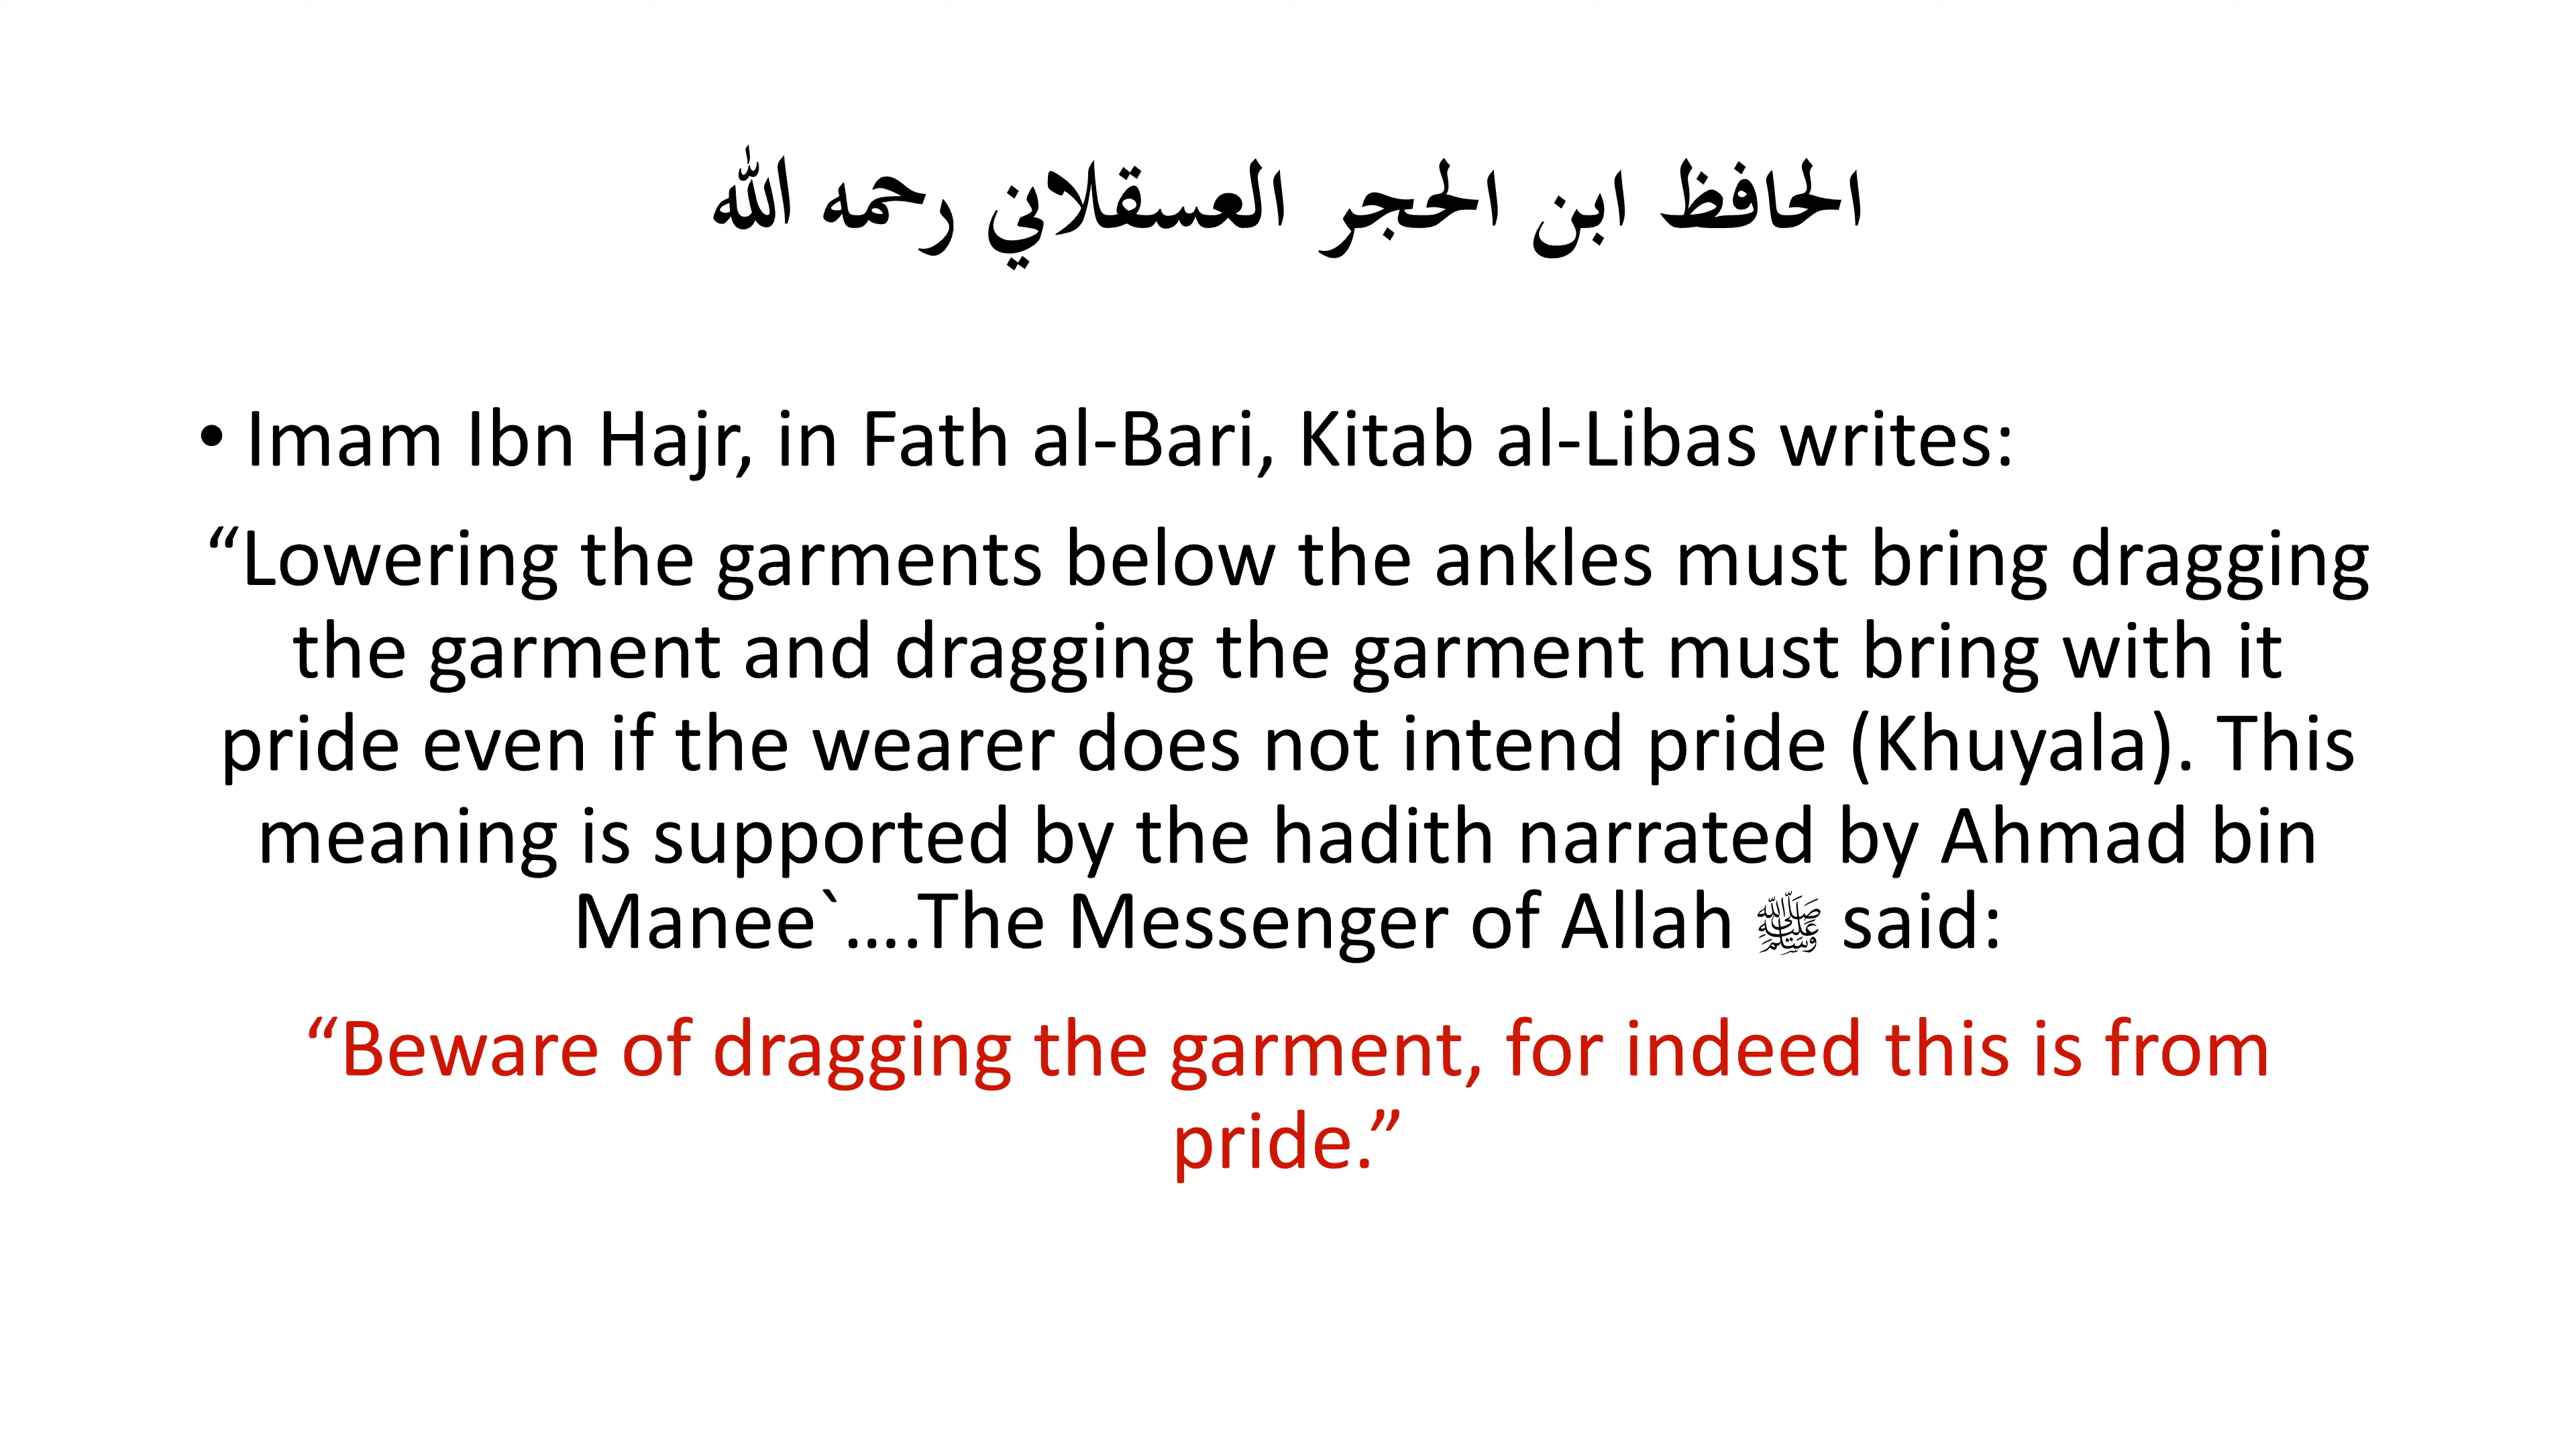 الحافظ ابن الحجر العسقلاني رحمه الله
• Imam Ibn Hajr, in Fath al-Bari, Kitab al-Libas writes:
“Lowering the garments below the ankles must bring dragging
the garment and dragging the garment must bring with it
pride even if the wearer does not intend pride (Khuyala). This
meaning is supported by the hadith narrated by Ahmad bin
Manee`….The Messenger of Allah ﷺ said:
“Beware of dragging the garment, for indeed this is from
pride.”